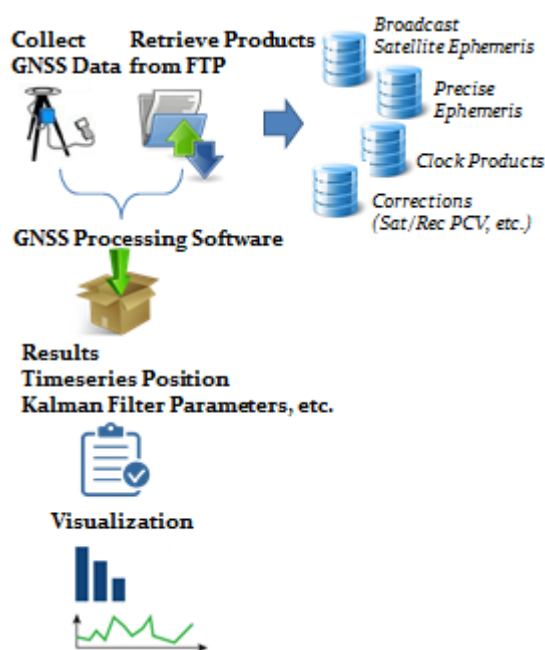 Collect
GNSS Data
Retrieve Products
from FTP
Broadcast
Satellite Ephemeris
Precise
Ephemeris
Clock Products
Corrections
(Sat/Rec PCV, etc.)
GNSS Processing Software
Results
Timeseries Position
Kalman Filter Parameters, etc.
Visualization